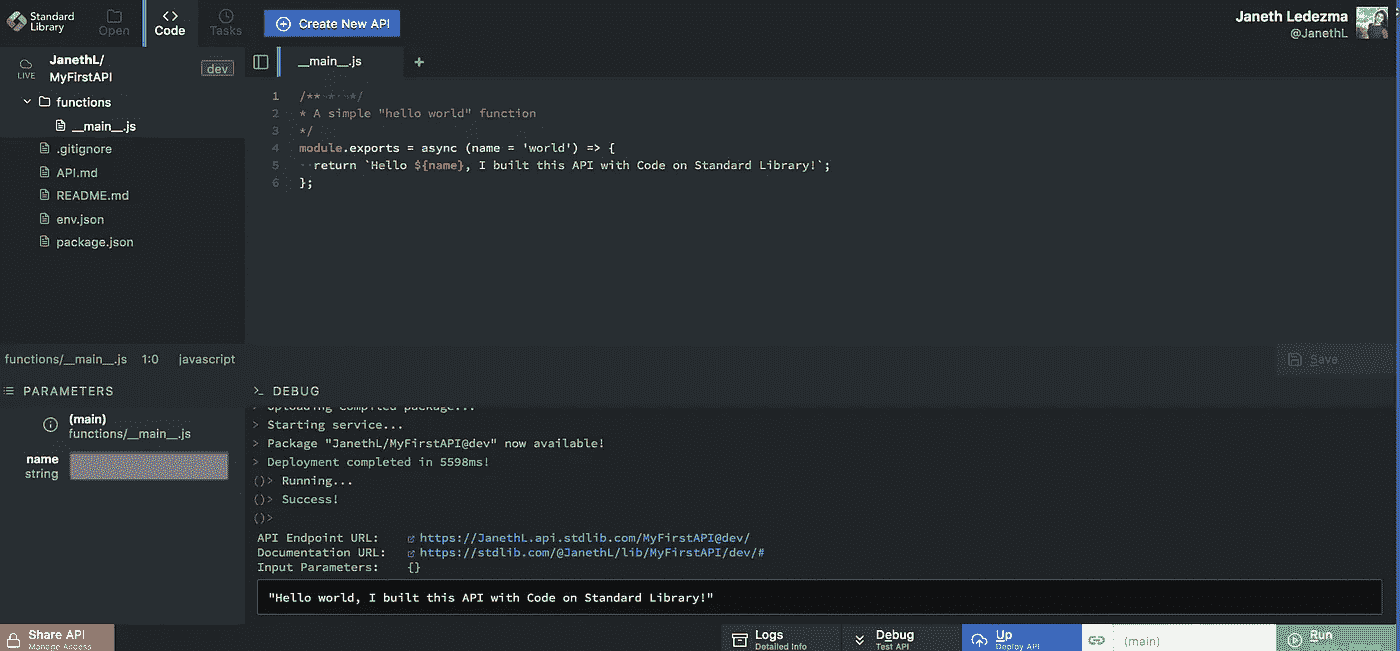 Standard
Library
Open
Code
Tasks
Create New API
Janeth Ledezma
@JanethL
LIVE
JanethL/
MyFirstAPI
dev
functions
__main__.js
.gitignore
API.md
README.md
env.json
package.json
__main__.js
+
1 /**
2 * A simple "hello world" function
3 */
4 module.exports = async (name = 'world') => {
5 return `Hello ${name}, I built this API with Code on Standard Library!`;
6 };
functions/__main__.js 1:0 javascript
Save
PARAMETERS
(main)
functions/__main__.js
name
string
>_ DEBUG
> Uploading compiled package...
> Starting service...
> Package "JanethL/MyFirstAPI@dev" now available!
> Deployment completed in 5598ms!
()> Running...
()> Success!
()>
API Endpoint URL: https://JanethL.api.stdlib.com/MyFirstAPI@dev/
Documentation URL: https://stdlib.com/@JanethL/lib/MyFirstAPI/dev/#
Input Parameters: {}
"Hello world, I built this API with Code on Standard Library!"
Share API
Manage Access
Logs
Detailed Info
Debug
Test API
Up
Deploy API
(main)
Run